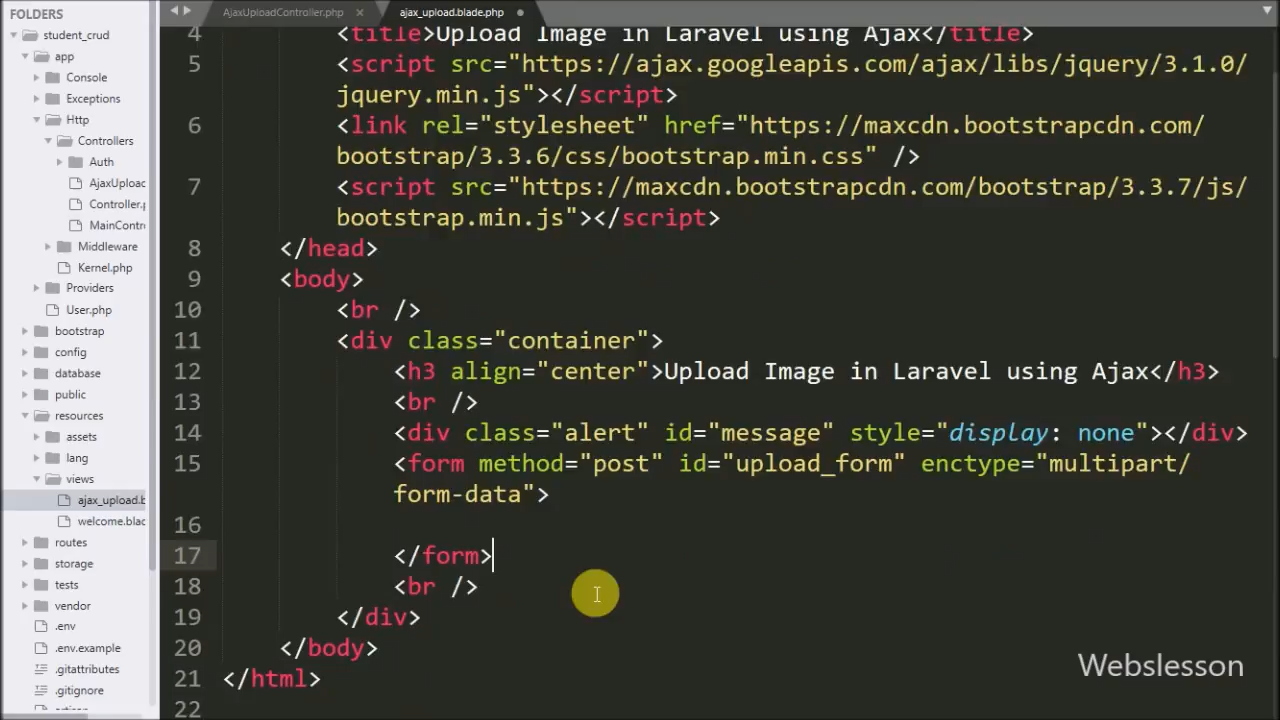 FOLDERS
student_crud
app
Console
Exceptions
Http
Controllers
Auth
AjaxUpload
Controller.p
MainContr
Middleware
Kernel.php
Providers
User.php
bootstrap
config
database
public
resources
assets
lang
views
ajax_upload.b
welcome.blac
routes
storage
tests
vendor
.env
.env.example
.gitattributes
.gitignore
AjaxUploadController.php ×
ajax_upload.blade.php
4 <title>Upload Image in Laravel using Ajax</title>
5 <script src="https://ajax.googleapis.com/ajax/libs/jquery/3.1.0/
jquery.min.js"></script>
6 <link rel="stylesheet" href="https://maxcdn.bootstrapcdn.com/
bootstrap/3.3.6/css/bootstrap.min.css" />
7 <script src="https://maxcdn.bootstrapcdn.com/bootstrap/3.3.7/js/
bootstrap.min.js"></script>
8 </head>
9 <body>
10 <br />
11 <div class="container">
12 <h3 align="center">Upload Image in Laravel using Ajax</h3>
13 <br />
14 <div class="alert" id="message" style="display: none"></div>
15 <form method="post" id="upload_form" enctype="multipart/
form-data">
16
17 </form>
18 <br />
19 </div>
20 </body>
21 </html>
22
Webslesson